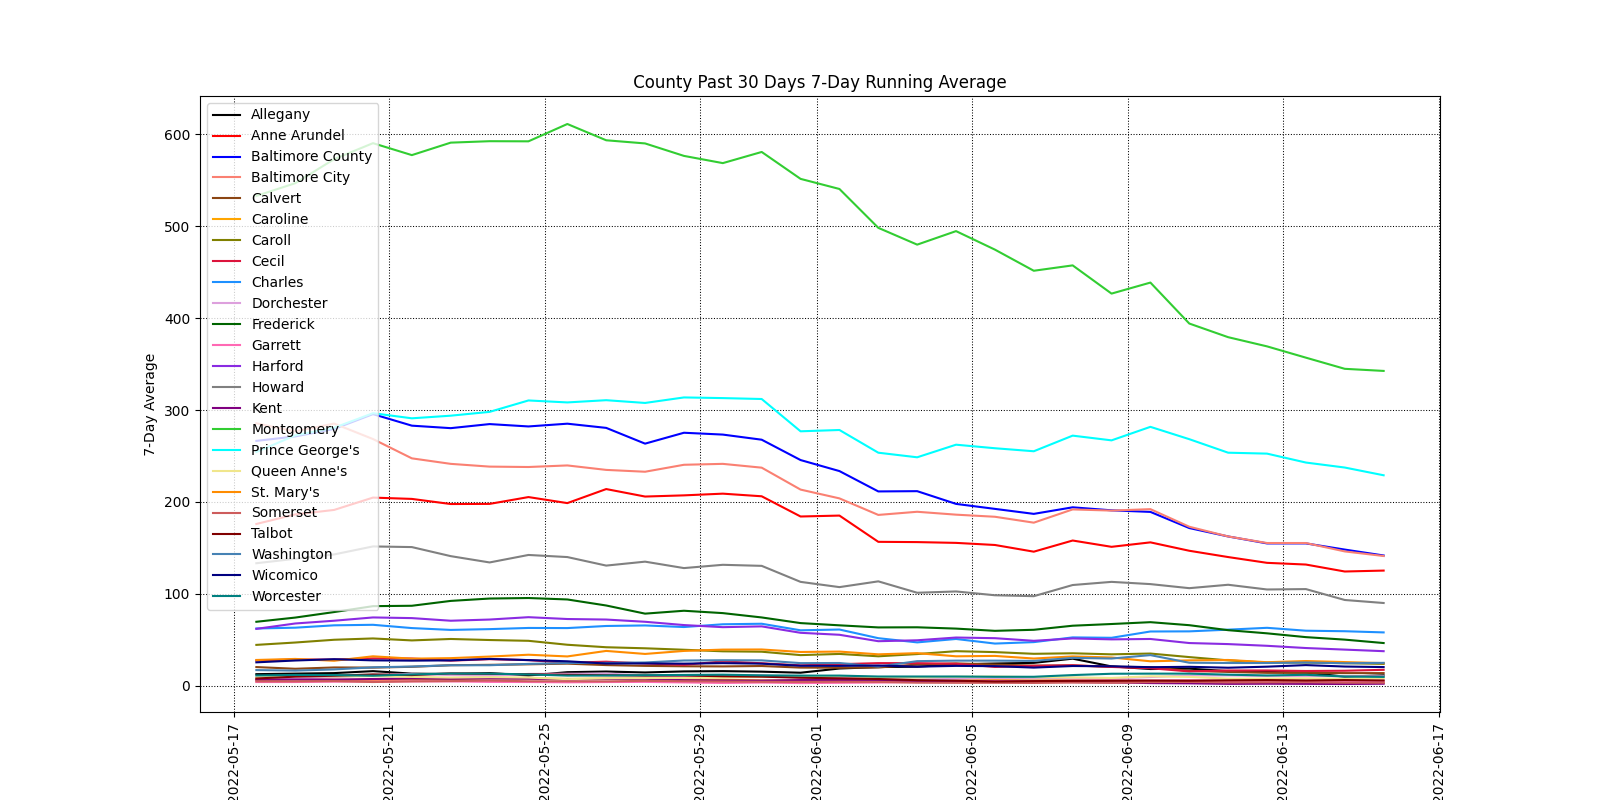 County Past 30 Days 7-Day Running Average
7-Day Average
600
500
400
300
200
100
0
Allegany
Anne Arundel
Baltimore County
Baltimore City
Calvert
Caroline
Caroll
Cecil
Charles
Dorchester
Frederick
Garrett
Harford
Howard
Kent
Montgomery
Prince George's
Queen Anne's
St. Mary's
Somerset
Talbot
Washington
Wicomico
Worcester
2022-05-17
2022-05-21
2022-05-25
2022-05-29
2022-06-01
2022-06-05
2022-06-09
2022-06-13
2022-06-17